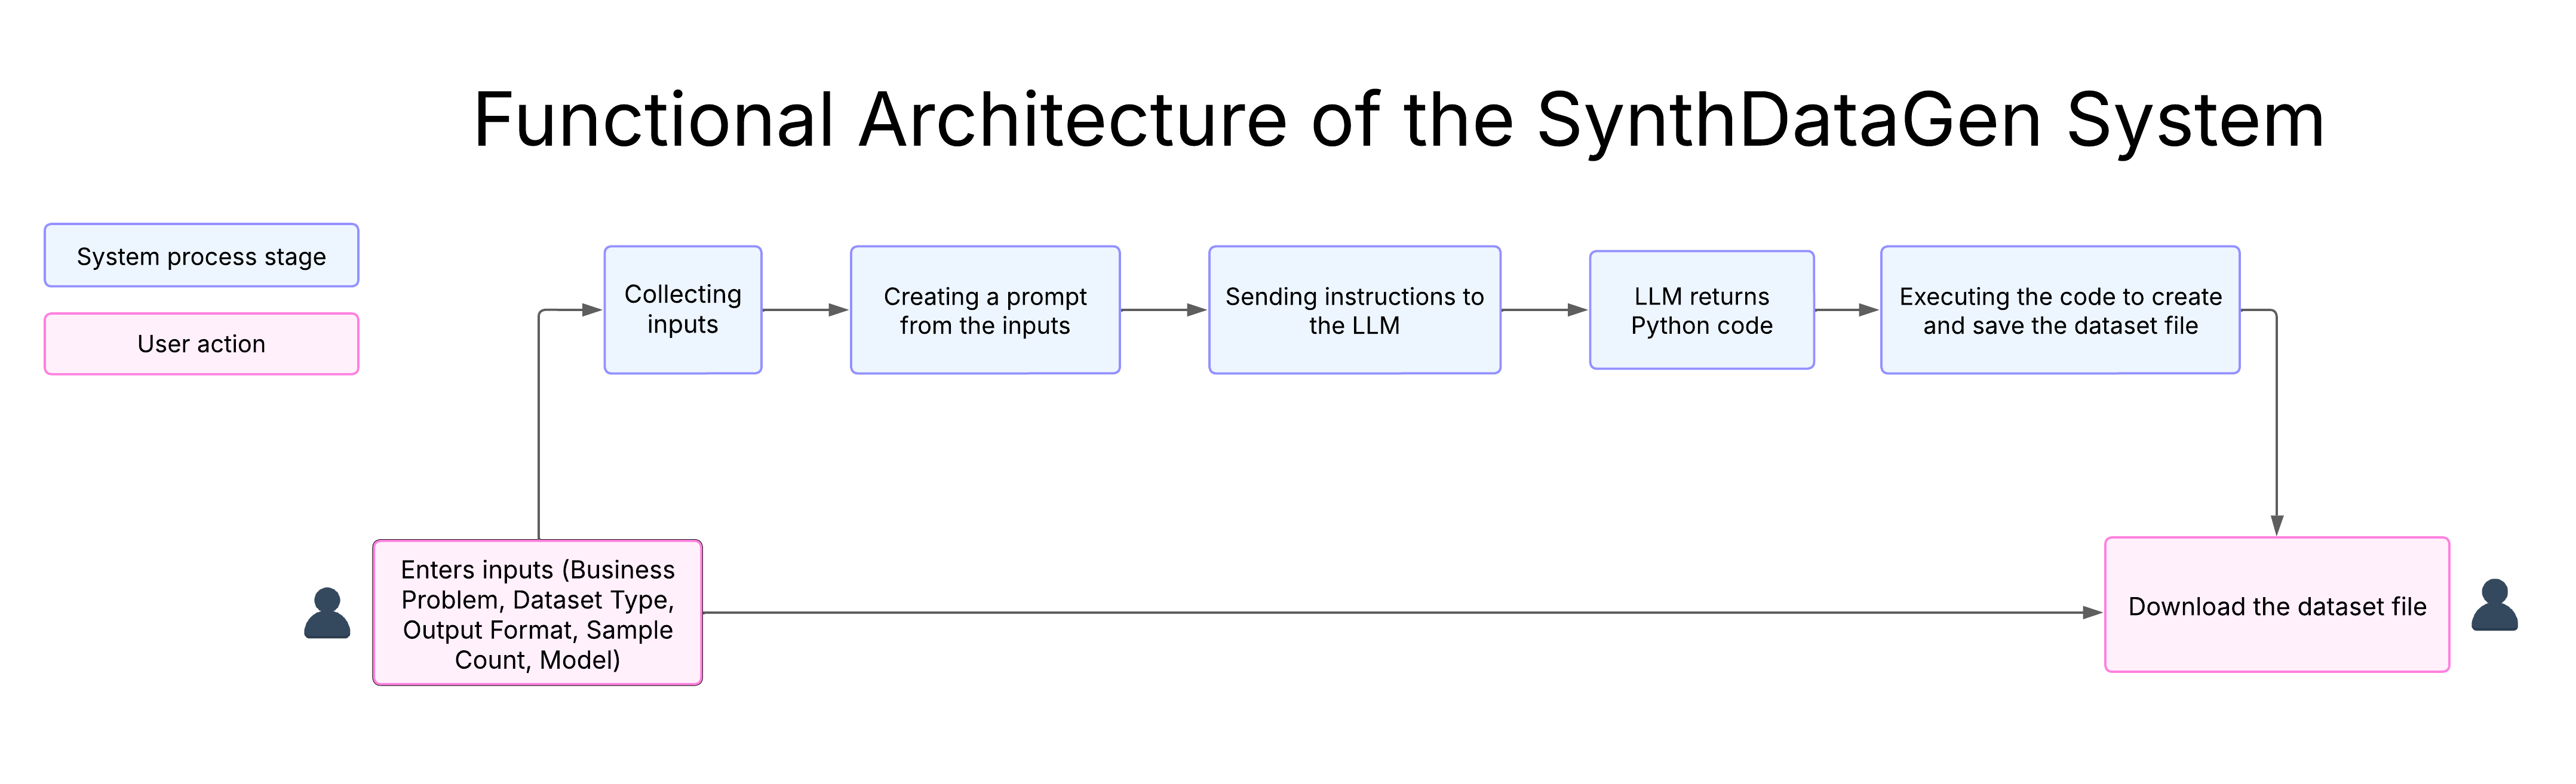 Functional Architecture of the SynthDataGen System
System process stage
User action
Collecting
inputs
Creating a prompt
from the inputs
Sending instructions to
the LLM
LLM returns
Python code
Executing the code to create
and save the dataset file
Enters inputs (Business
Problem, Dataset Type,
Output Format, Sample
Count, Model)
Download the dataset file